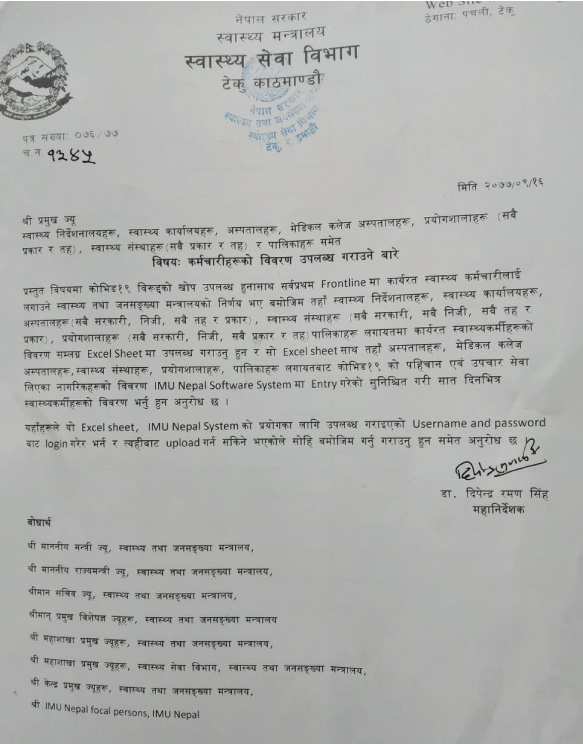 नेपाल सरकार
स्वास्थ्य मन्त्रालय
स्वास्थ्य सेवा विभाग
टेकु काठमाण्डौ
Web Site
ठेगानाः पचली, टेकु
नेपाल सरकार
स्वास्थ्य सेवा विभाग
पत्र संख्याः ०७६/७७
च.न. १२४५
मिति २०७७/०९/१६
श्री प्रमुख ज्यू
स्वास्थ्य निर्देशनालयहरू, स्वास्थ्य कार्यालयहरू, अस्पतालहरू, मेडिकल कलेज अस्पतालहरू, प्रयोगशालाहरू (सबै
प्रकार र तह), स्वास्थ्य संस्थाहरू(सबै प्रकार र तह) र पालिकाहरू समेत
विषयः कर्मचारीहरूको विवरण उपलब्ध गराउने बारे
प्रस्तुत विषयमा कोभिड१९ विरूद्दको खोप उपलब्ध हुनासाथ सर्वप्रथम Frontline मा कार्यरत स्वास्थ्य कर्मचारीलाई
लगाउने स्वास्थ्य तथा जनसङ्ख्या मन्त्रालयको निर्णय भए बमोजिम तहाँ स्वास्थ्य निर्देशनालहरू, स्वास्थ्य कार्यालयहरू,
अस्पतालहरू(सबै सरकारी, निजी, सबै तह र प्रकार), स्वास्थ्य संस्थाहरू (सबै सरकारी, सबै निजी, सबै तह र
प्रकार), प्रयोगशालाहरू (सबै सरकारी, निजी, सबै प्रकार र तह)पालिकाहरू लगायतमा कार्यरत स्वास्थ्यकर्मीहरूको
विवरण सम्लग्न Excel Sheet मा उपलब्ध गराउनु हुन र सो Excel sheet साथ तहाँ अस्पतालहरू, मेडिकल कलेज
अस्पतालहरू,स्वास्थ्य संस्थाहरू, प्रयोगशालाहरू, पालिकाहरू लगायतबाट कोभिड१९ को पहिचान एवं उपचार सेवा
लिएका नागरिकहरूको विवरण IMU Nepal Software System मा Entry गरेको सुनिश्चित गरी सात दिनभित्र
स्वास्थ्यकर्मीहरूको विवरण भर्नु हुन अनुरोध छ ।
यहाँहरूले यो Excel sheet, IMU Nepal System को प्रयोगका लागि उपलब्ध गराइएको Username and password
बाट login गरेर भर्न र त्यहीबाट upload गर्न सकिने भएकोले सोहि बमोजिम गर्नु गराउनु हुन समेत अनुरोध छ ।
डा. दिपेन्द्र रमण सिंह
महानिर्देशक
बोधार्थ
श्री माननीय मन्त्री ज्यू, स्वास्थ्य तथा जनसङ्ख्या मन्त्रालय,
श्री माननीय राज्यमन्त्री ज्यू, स्वास्थ्य तथा जनसङ्ख्या मन्त्रालय,
श्रीमान सचिव ज्यू, स्वास्थ्य तथा जनसङ्ख्या मन्त्रालय,
श्रीमान् प्रमुख विशेषज्ञ ज्यूहरू, स्वास्थ्य तथा जनसङ्ख्या मन्त्रालय
श्री महाशाखा प्रमुख ज्यूहरू, स्वास्थ्य तथा जनसङ्ख्या मन्त्रालय,
श्री महाशाखा प्रमुख ज्यूहरू, स्वास्थ्य सेवा विभाग, स्वास्थ्य तथा जनसङ्ख्या मन्त्रालय,
श्री केन्द्र प्रमुख ज्यूहरू, स्वास्थ्य तथा जनसङ्ख्या मन्त्रालय,
श्री IMU Nepal focal persons, IMU Nepal